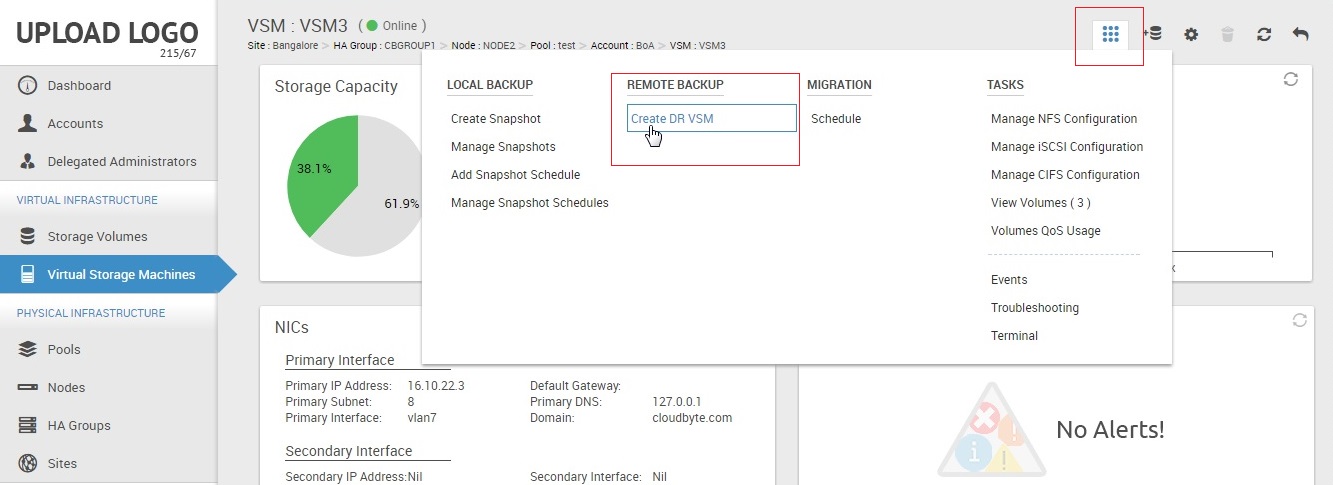 UPLOAD LOGO
215/67
Dashboard
Accounts
Delegated Administrators
VIRTUAL INFRASTRUCTURE
Storage Volumes
Virtual Storage Machines
PHYSICAL INFRASTRUCTURE
Pools
Nodes
HA Groups
Sites
VSM : VSM3 ( Online )
Site : Bangalore > HA Group : CBGROUP1 > Node : NODE2 > Pool : test > Account : BoA > VSM : VSM3
Storage Capacity
38.1%
61.9%
LOCAL BACKUP
Create Snapshot
Manage Snapshots
Add Snapshot Schedule
Manage Snapshot Schedules
REMOTE BACKUP
Create DR VSM
MIGRATION
Schedule
TASKS
Manage NFS Configuration
Manage iSCSI Configuration
Manage CIFS Configuration
View Volumes ( 3 )
Volumes QoS Usage
Events
Troubleshooting
Terminal
NICs
Primary Interface
Primary IP Address: 16.10.22.3 Default Gateway:
Primary Subnet: 8 Primary DNS: 127.0.0.1
Primary Interface: vlan7 Domain: cloudbyte.com
Secondary Interface
Secondary IP Address:Nil Secondary Interface: Nil
No Alerts!